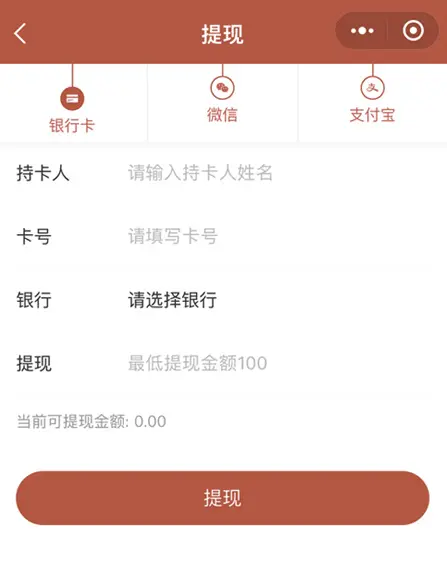 提现
银行卡
微信
支付宝
持卡人 请输入持卡人姓名
卡号 请填写卡号
银行 请选择银行
提现 最低提现金额100
当前可提现金额: 0.00
提现